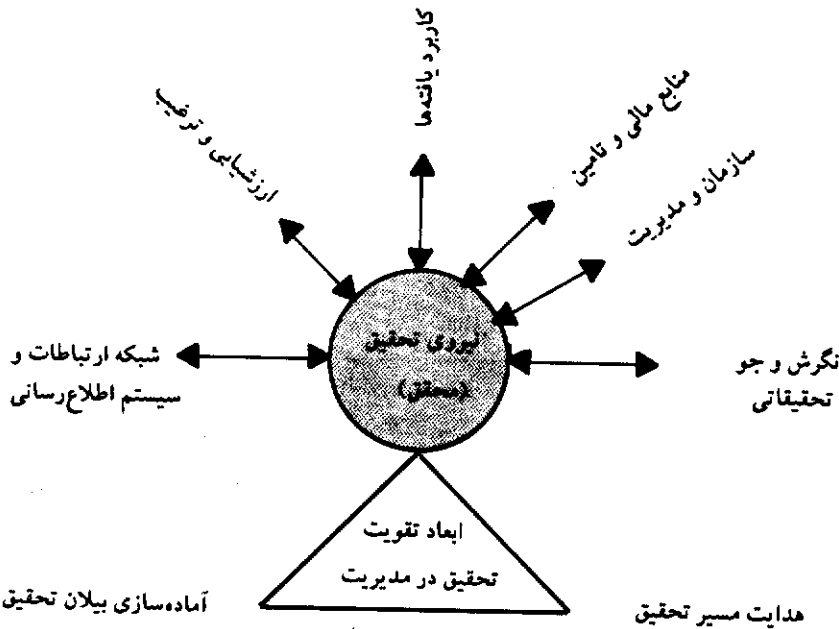 کاربرد یافته‌ها
منابع مالی و تامین
ارزشیابی و ترغیب
سازمان و مدیریت
نیروی تحقیق
(محقق)
نگرش و جو
تحقیقاتی
شبکه ارتباطات و
سیستم اطلاع‌رسانی
ابعاد تقویت
تحقیق در مدیریت
هدایت مسیر تحقیق
آماده‌سازی بیلان تحقیق